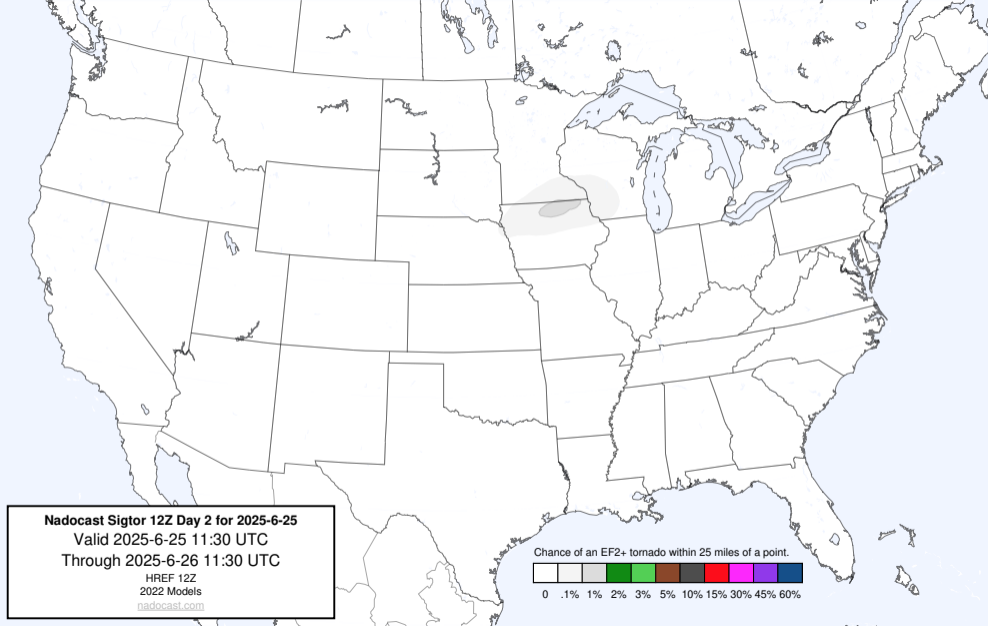 Nadocast Sigtor 12Z Day 2 for 2025-6-25
Valid 2025-6-25 11:30 UTC
Through 2025-6-26 11:30 UTC
HREF 12Z
2022 Models
nadocast.com
Chance of an EF2+ tornado within 25 miles of a point.
0 .1% 1% 2% 3% 5% 10% 15% 30% 45% 60%